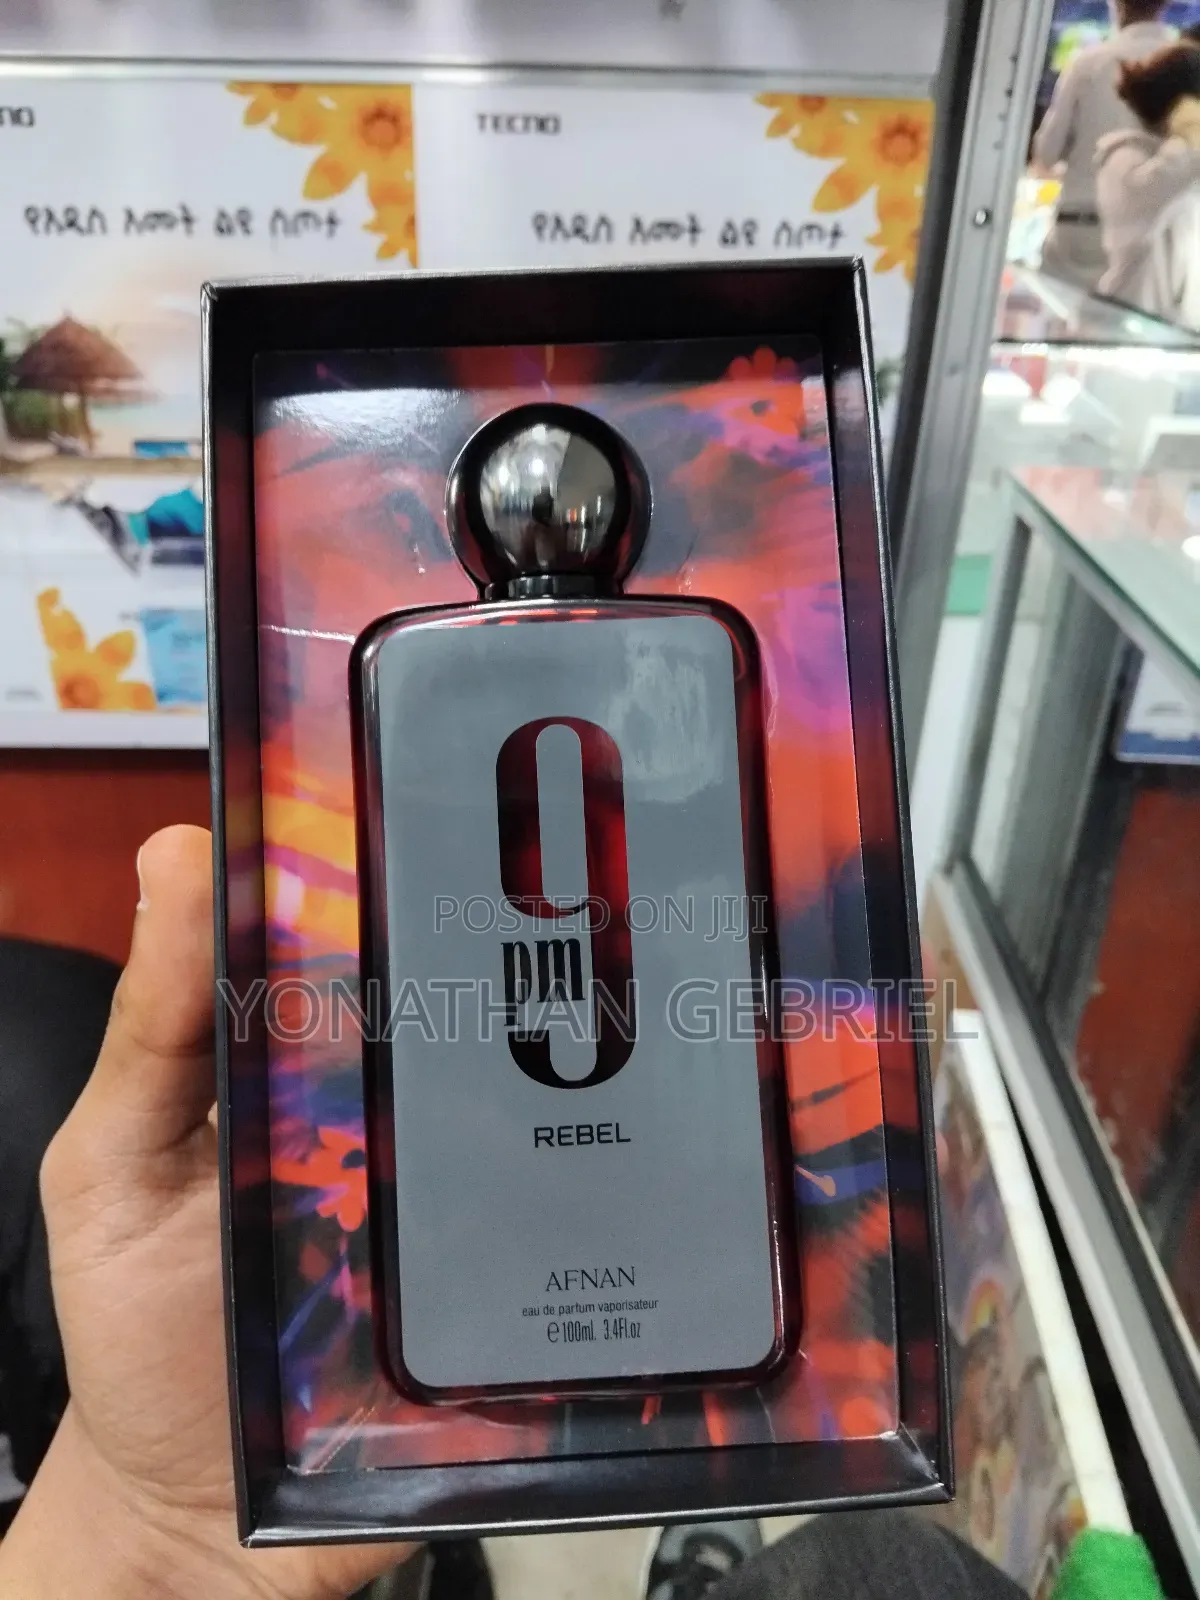 TECNO
የአዲስ አመት ልዩ ስጦታ
TECNO
የአዲስ አመት ልዩ ስጦታ
9
pm
REBEL
AFNAN
eau de parfum vaporisateur
e 100ml. 3.4Fl.oz
POSTED ON JIJI
YONATHAN GEBRIEL